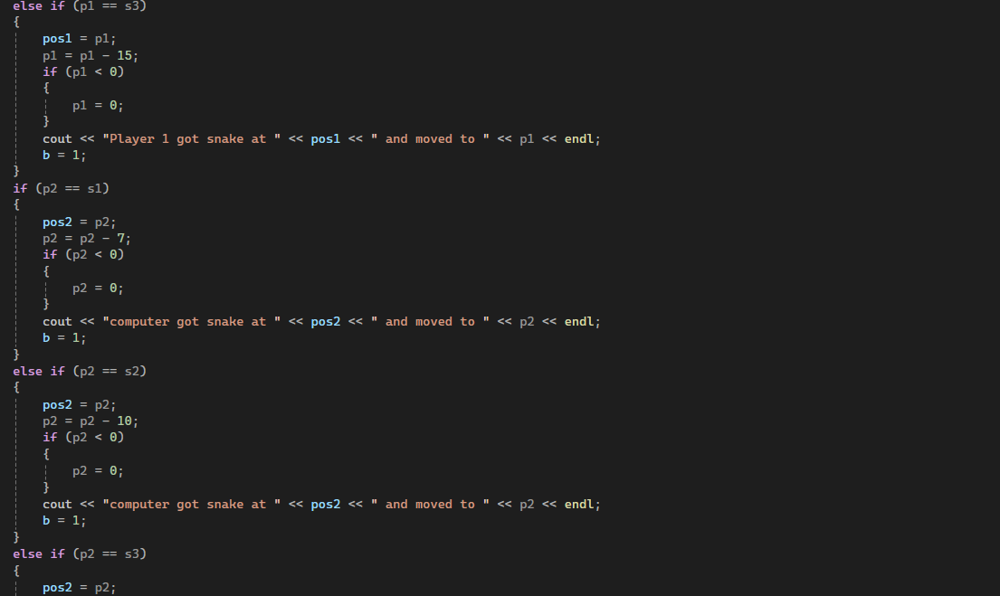 else if (p1 == s3)
{
    pos1 = p1;
    p1 = p1 - 15;
    if (p1 < 0)
    {
        p1 = 0;
    }
    cout << "Player 1 got snake at " << pos1 << " and moved to " << p1 << endl;
    b = 1;
}
if (p2 == s1)
{
    pos2 = p2;
    p2 = p2 - 7;
    if (p2 < 0)
    {
        p2 = 0;
    }
    cout << "computer got snake at " << pos2 << " and moved to " << p2 << endl;
    b = 1;
}
else if (p2 == s2)
{
    pos2 = p2;
    p2 = p2 - 10;
    if (p2 < 0)
    {
        p2 = 0;
    }
    cout << "computer got snake at " << pos2 << " and moved to " << p2 << endl;
    b = 1;
}
else if (p2 == s3)
{
    pos2 = p2;